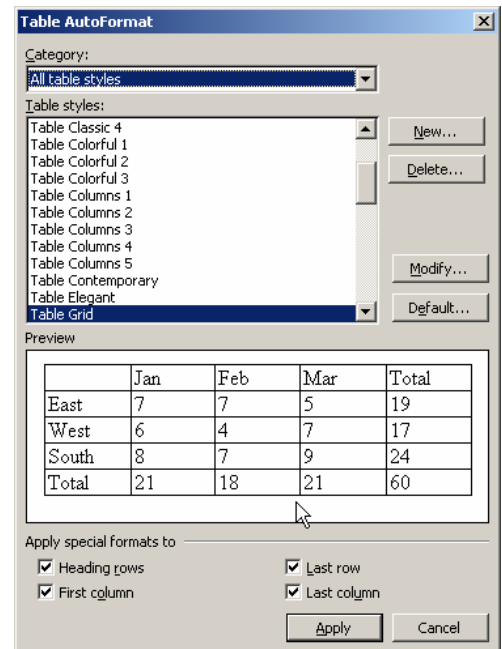 Table AutoFormat
Category:
All table styles
Table styles:
Table Classic 4
Table Colorful 1
Table Colorful 2
Table Colorful 3
Table Columns 1
Table Columns 2
Table Columns 3
Table Columns 4
Table Columns 5
Table Contemporary
Table Elegant
Table Grid
New...
Delete...
Modify...
Default...
Preview
Jan Feb Mar Total
East 7 7 5 19
West 6 4 7 17
South 8 7 9 24
Total 21 18 21 60
Apply special formats to
Heading rows Last row
First column Last column
Apply Cancel